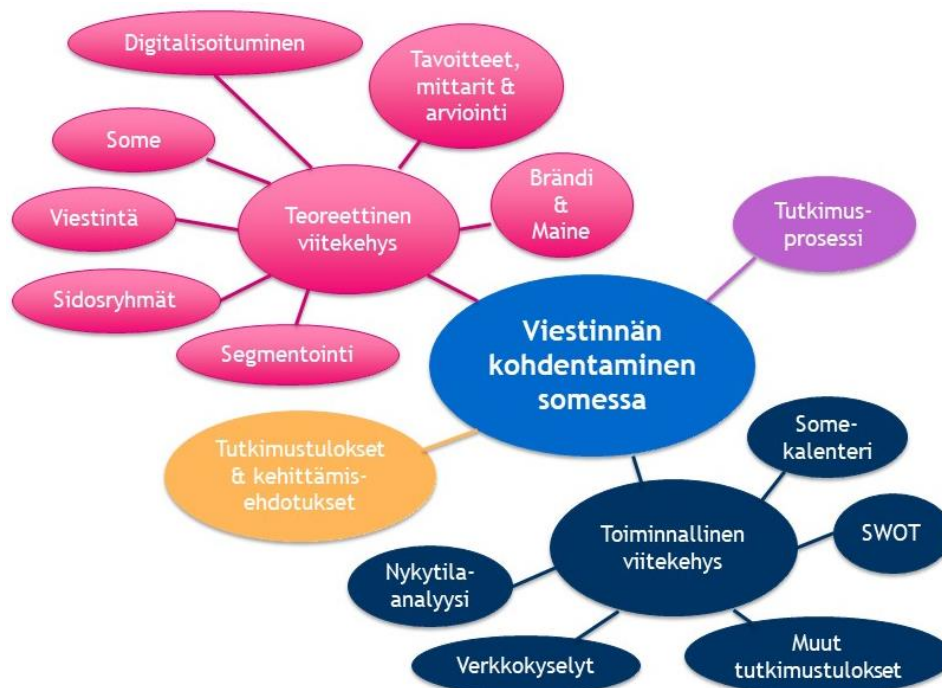 Digitalisoituminen
Tavoitteet,
mittarit &
arviointi
Some
Viestintä
Teoreettinen
viitekehys
Brändi
&
Maine
Sidosryhmät
Segmentointi
Tutkimus-
prosessi
Viestinnän
kohdentaminen
somessa
Tutkimustulokset
& kehittämis-
ehdotukset
Some-
kalenteri
Toiminnallinen
viitekehys
SWOT
Nykytila-
analyysi
Verkkokyselyt
Muut
tutkimustulokset